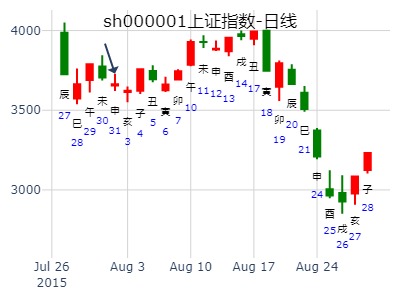 sh000001上证指数-日线
4000
3500
3000
辰
27
巳
28
午
29
未
30
申
31
亥
3
子
4
丑
5
寅
6
卯
7
午
10
未
11
申
12
酉
13
戌
14
丑
17
寅
18
卯
19
辰
20
巳
21
申
24
酉
25
戌
26
亥
27
子
28
Jul 26
2015
Aug 3
Aug 10
Aug 17
Aug 24